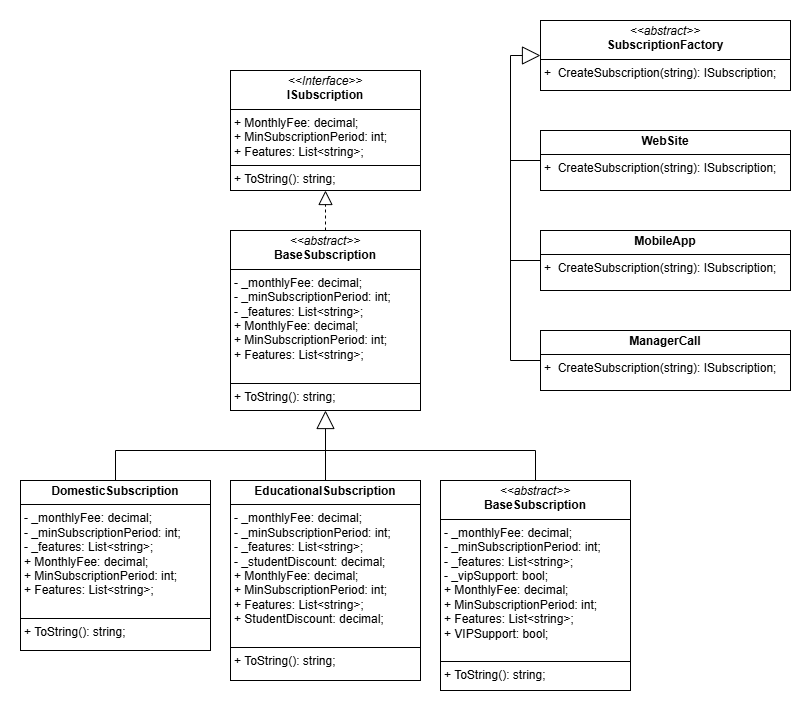 <<abstract>>
SubscriptionFactory
+ CreateSubscription(string): ISubscription;
<<Interface>>
ISubscription
+ MonthlyFee: decimal;
+ MinSubscriptionPeriod: int;
+ Features: List<string>;
+ ToString(): string;
WebSite
+ CreateSubscription(string): ISubscription;
<<abstract>>
BaseSubscription
- _monthlyFee: decimal;
- _minSubscriptionPeriod: int;
- _features: List<string>;
+ MonthlyFee: decimal;
+ MinSubscriptionPeriod: int;
+ Features: List<string>;
+ ToString(): string;
MobileApp
+ CreateSubscription(string): ISubscription;
ManagerCall
+ CreateSubscription(string): ISubscription;
DomesticSubscription
- _monthlyFee: decimal;
- _minSubscriptionPeriod: int;
- _features: List<string>;
+ MonthlyFee: decimal;
+ MinSubscriptionPeriod: int;
+ Features: List<string>;
+ ToString(): string;
EducationalSubscription
- _monthlyFee: decimal;
- _minSubscriptionPeriod: int;
- _features: List<string>;
- _studentDiscount: decimal;
+ MonthlyFee: decimal;
+ MinSubscriptionPeriod: int;
+ Features: List<string>;
+ StudentDiscount: decimal;
+ ToString(): string;
<<abstract>>
BaseSubscription
- _monthlyFee: decimal;
- _minSubscriptionPeriod: int;
- _features: List<string>;
- _vipSupport: bool;
+ MonthlyFee: decimal;
+ MinSubscriptionPeriod: int;
+ Features: List<string>;
+ VIPSupport: bool;
+ ToString(): string;